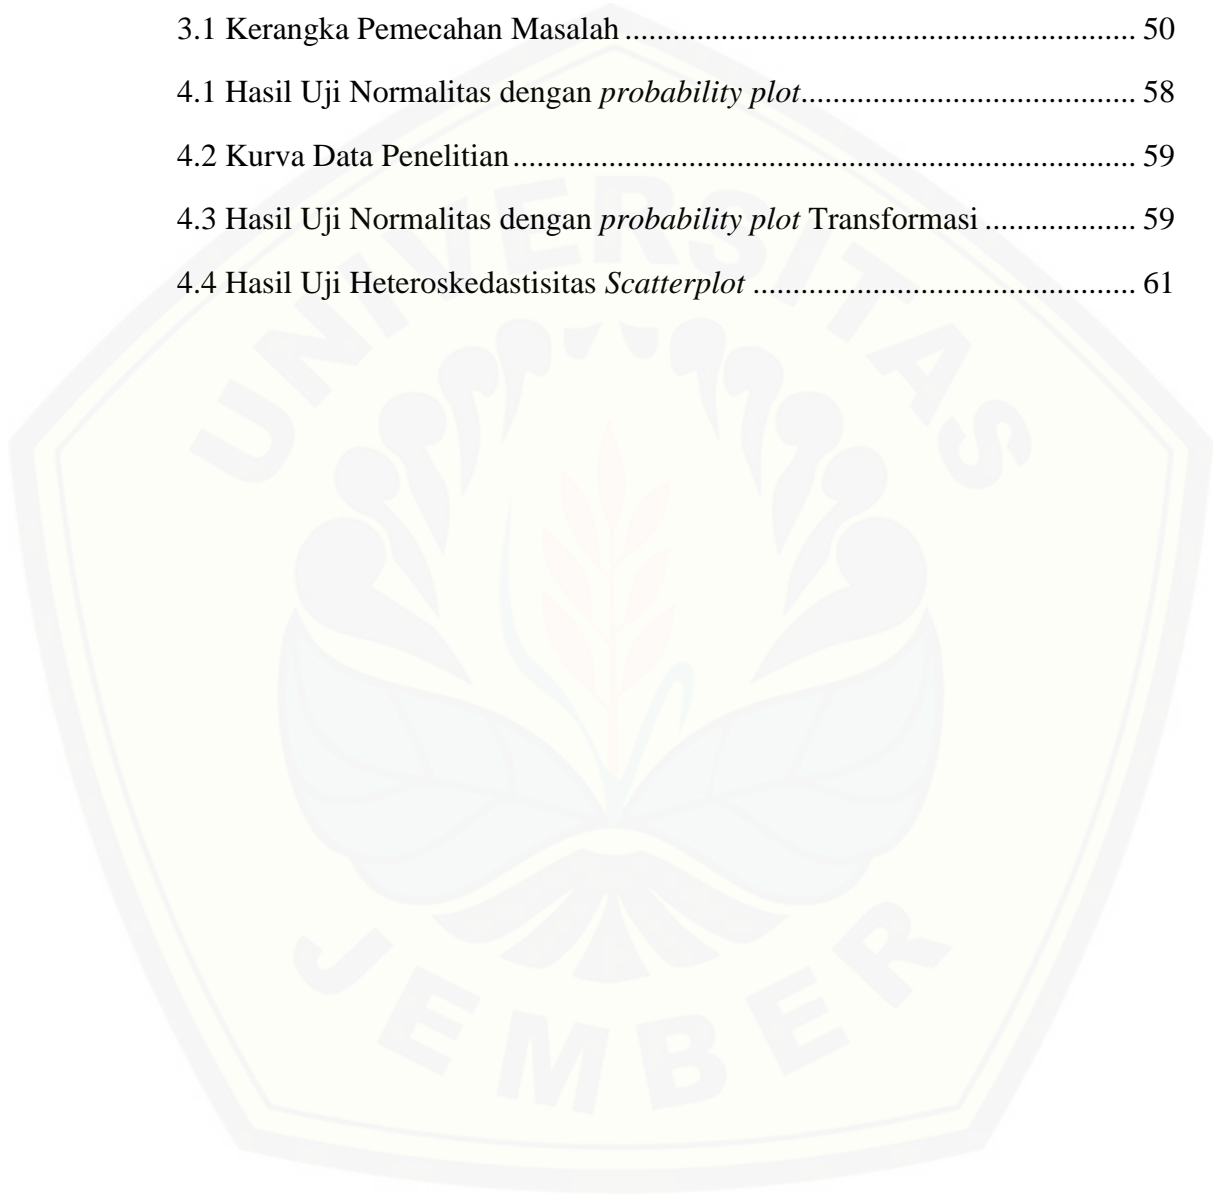 3.1 Kerangka Pemecahan Masalah ................................................................ 50
4.1 Hasil Uji Normalitas dengan probability plot.......................................... 58
4.2 Kurva Data Penelitian.............................................................................. 59
4.3 Hasil Uji Normalitas dengan probability plot Transformasi ................... 59
4.4 Hasil Uji Heteroskedastisitas Scatterplot ................................................ 61
UNIVERSITAS
JEMBER